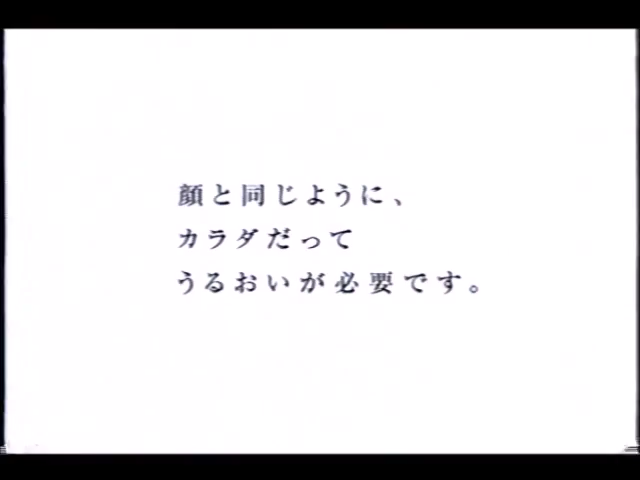 顔と同じように、
カラダだって
うるおいが必要です。